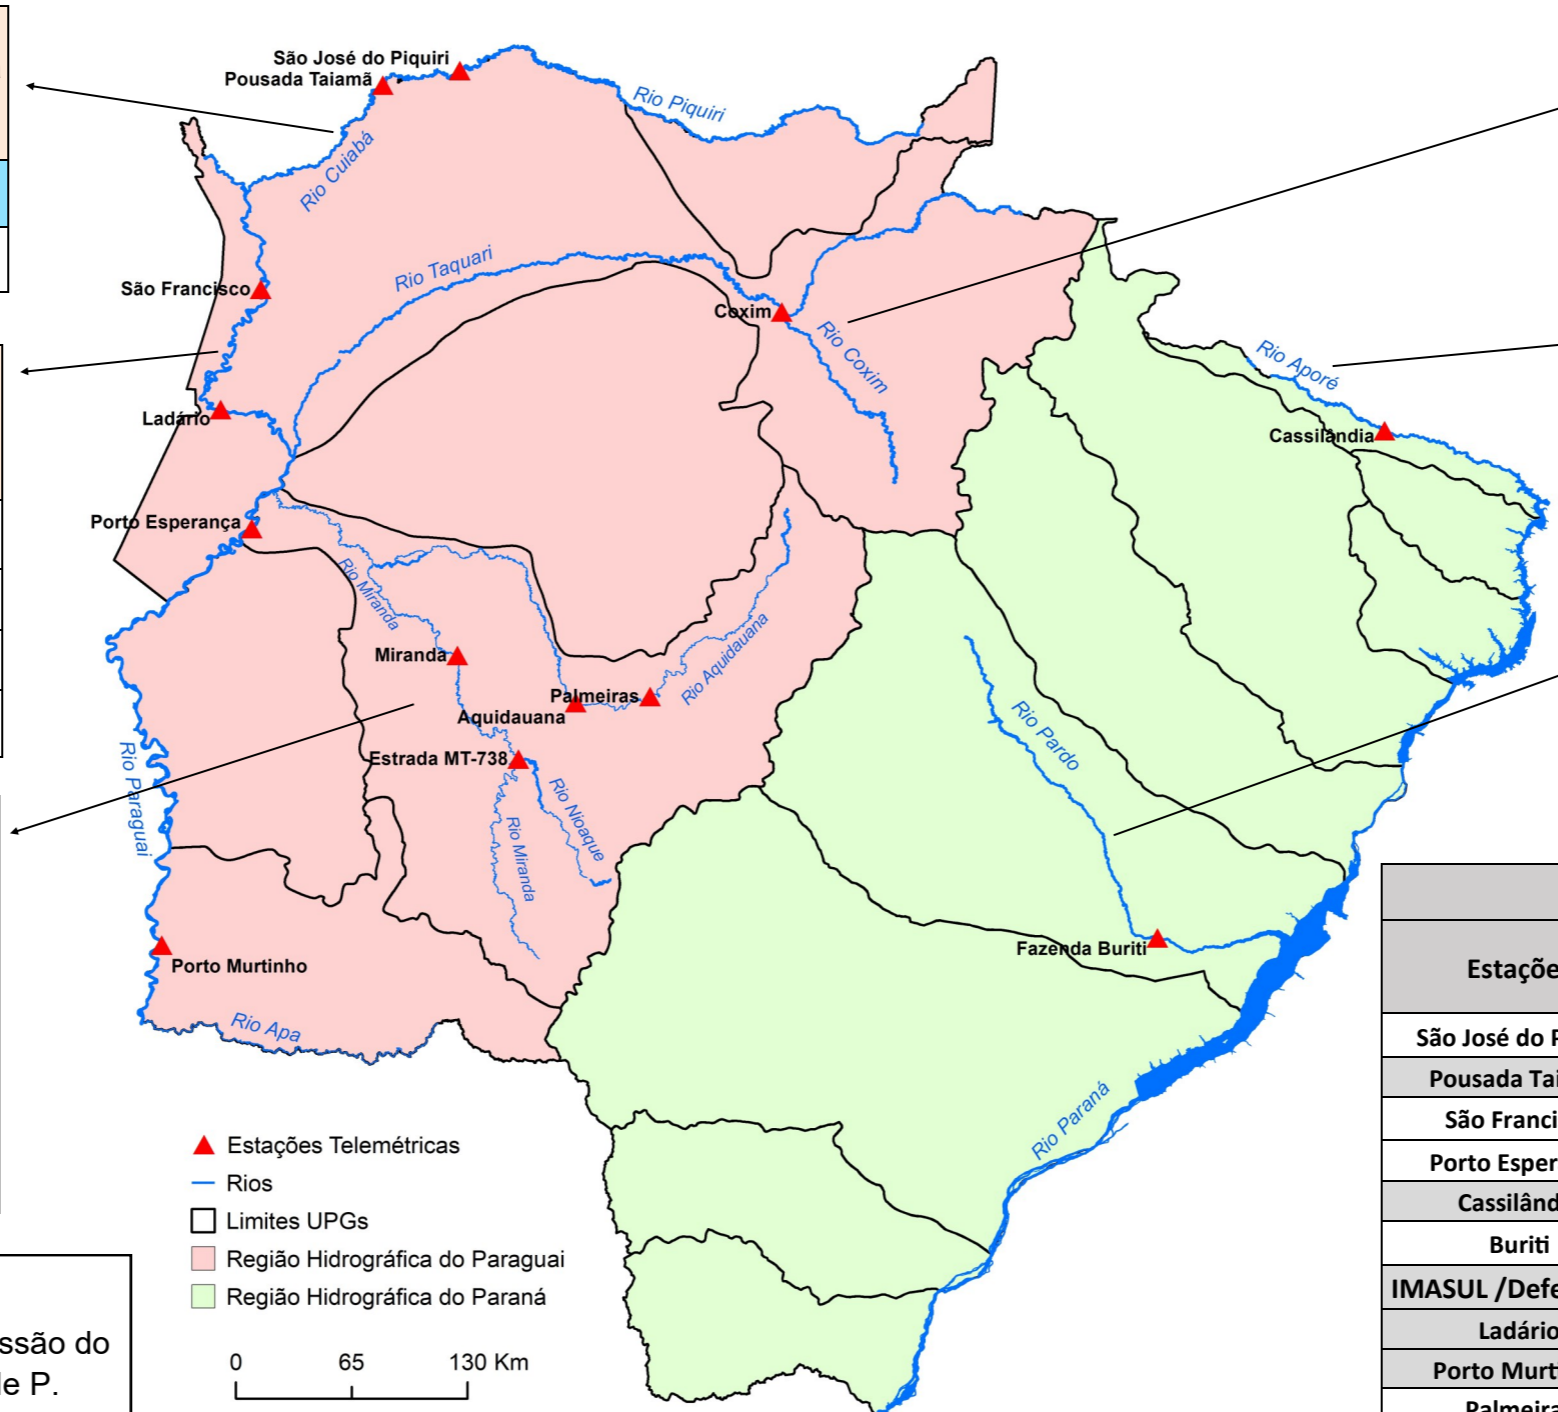 São José do Piquiri
Pousada Taiamã
Rio Piquiri
Rio Cuiabá
Rio Taquari
São Francisco
Coxim
Rio Coxim
Rio Aporé
Ladário
Cassilândia
Porto Esperança
Rio Miranda
Rio Aquidauana
Miranda
Palmeiras
Aquidauana
Rio Pardo
Estrada MT-738
Rio Paraguai
Rio Nioaque
Rio Miranda
Fazenda Buriti
Porto Murtinho
Rio Apa
Rio Paraná
Estações Telemétricas
Rios
Limites UPGs
Região Hidrográfica do Paraguai
Região Hidrográfica do Paraná
0 65 130 Km
ssão do
le P.
Estaçõe
São José do P
Pousada Tai
São Franci
Porto Esper
Cassilând
Buriti
IMASUL /Defe
Ladário
Porto Murt
Palmeira